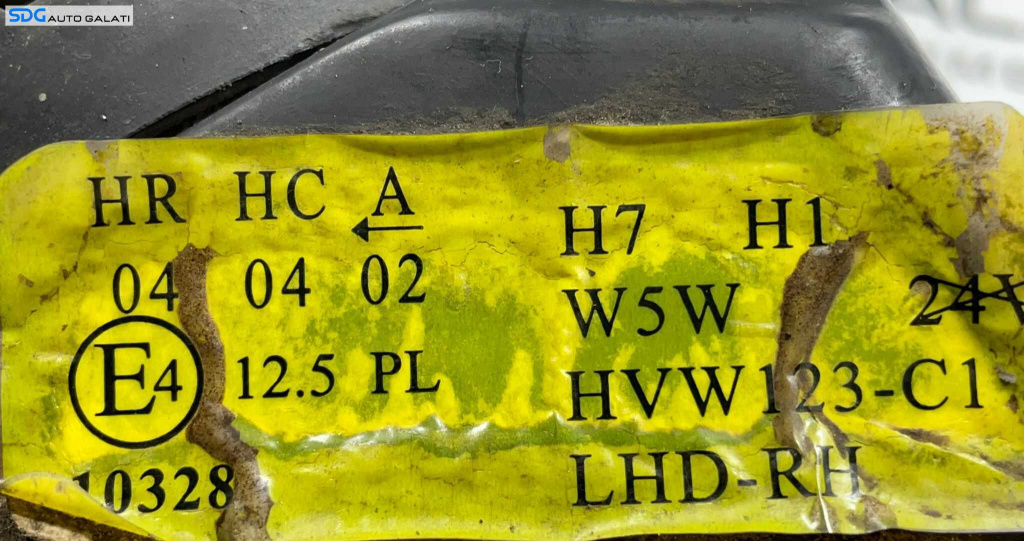 SDG AUTO GALATI
HR HC A
←
04 04 02
E4 12.5 PL
10328
H7 H1
W5W 24V
HVW123-C1
LHD-RH